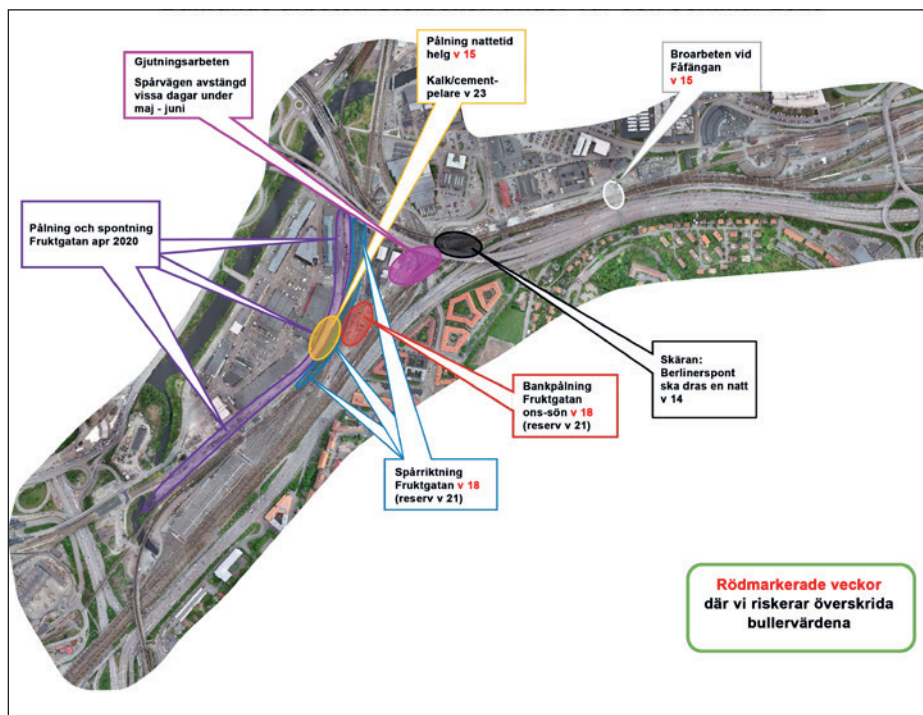 Gjutningsarbeten
Spårvägen avstängd
vissa dagar under
maj - juni
Pålning nattetid
helg v 15
Kalk/cement-
pelare v 23
Broarbeten vid
Fåfängan
v 15
Pålning och spontning
Fruktgatan apr 2020
Skäran:
Berlinerspont
ska dras en natt
v 14
Bankpålning
Fruktgatan
ons-sön v 18
(reserv v 21)
Spårriktning
Fruktgatan v 18
(reserv v 21)
Rödmarkerade veckor
där vi riskerar överskrida
bullervärdena